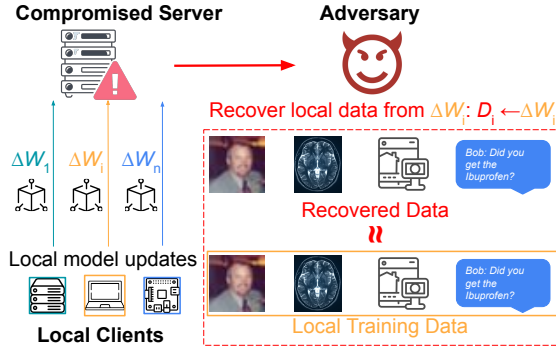 Compromised Server
Adversary
Recover local data from ΔWi: Di ←ΔWi
ΔW1
ΔWi
ΔWn
Bob: Did you
get the
Ibuprofen?
Recovered Data
≈
Local model updates
Bob: Did you
get the
Ibuprofen?
Local Training Data
Local Clients